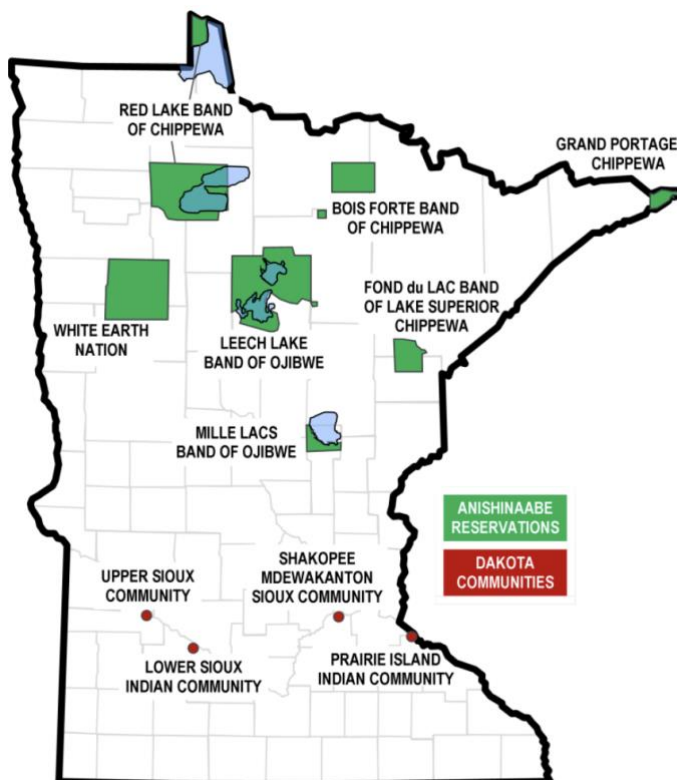 RED LAKE BAND
OF CHIPPEWA
GRAND PORTAGE
CHIPPEWA
BOIS FORTE BAND
OF CHIPPEWA
FOND du LAC BAND
OF LAKE SUPERIOR
CHIPPEWA
WHITE EARTH
NATION
LEECH LAKE
BAND OF OJIBWE
MILLE LACS
BAND OF OJIBWE
ANISHINAABE
RESERVATIONS
DAKOTA
COMMUNITIES
UPPER SIOUX
COMMUNITY
SHAKOPEE
MDEWAKANTON
SIOUX COMMUNITY
LOWER SIOUX
INDIAN COMMUNITY
PRAIRIE ISLAND
INDIAN COMMUNITY